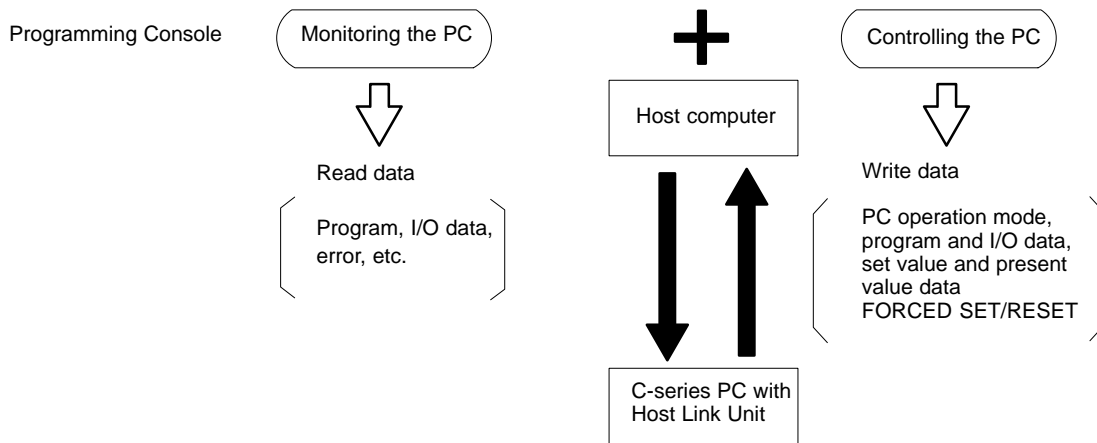 Programming Console
Monitoring the PC
Controlling the PC
Host computer
Read data
Program, I/O data,
error, etc.
Write data
PC operation mode,
program and I/O data,
set value and present
value data
FORCED SET/RESET
C-series PC with
Host Link Unit